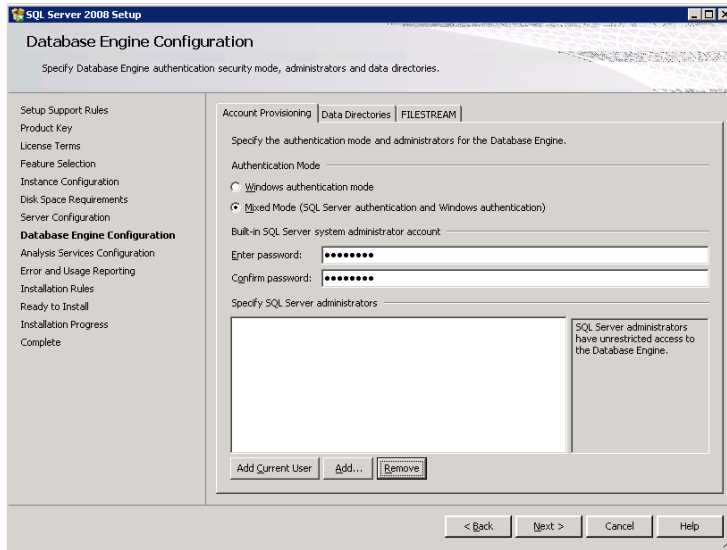 SQL Server 2008 Setup
Database Engine Configuration
Specify Database Engine authentication security mode, administrators and data directories.
Setup Support Rules
Product Key
License Terms
Feature Selection
Instance Configuration
Disk Space Requirements
Server Configuration
Database Engine Configuration
Analysis Services Configuration
Error and Usage Reporting
Installation Rules
Ready to Install
Installation Progress
Complete
Account Provisioning Data Directories FILESTREAM
Specify the authentication mode and administrators for the Database Engine.
Authentication Mode
Windows authentication mode
Mixed Mode (SQL Server authentication and Windows authentication)
Built-in SQL Server system administrator account
Enter password: ●●●●●●●●
Confirm password: ●●●●●●●●
Specify SQL Server administrators
SQL Server administrators
have unrestricted access to
the Database Engine.
Add Current User Add... Remove
< Back Next > Cancel Help